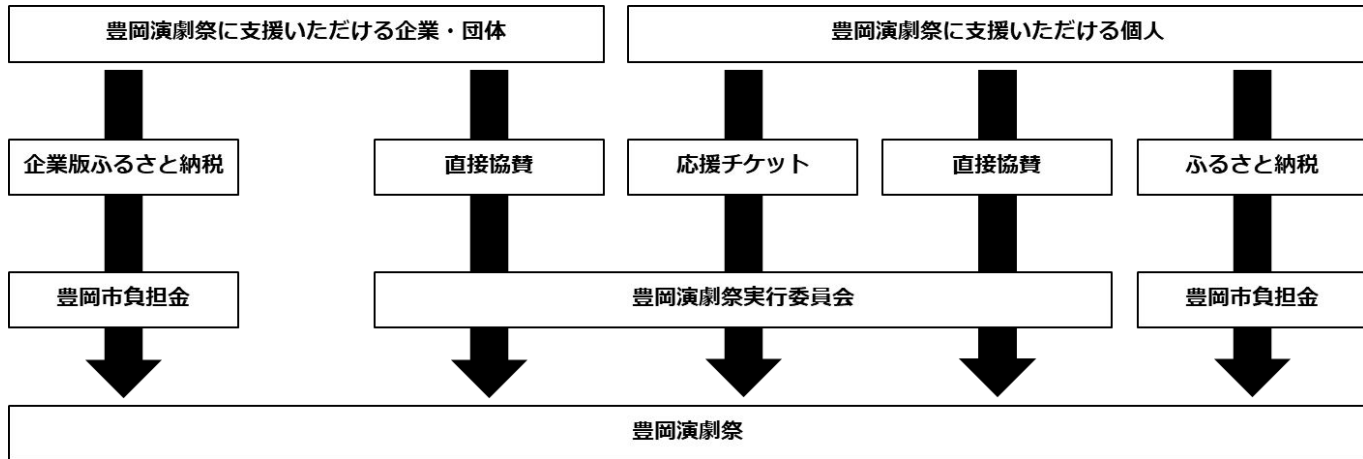 豊岡演劇祭に支援いただける企業・団体
豊岡演劇祭に支援いただける個人
企業版ふるさと納税
直接協賛
応援チケット
直接協賛
ふるさと納税
豊岡市負担金
豊岡演劇祭実行委員会
豊岡市負担金
豊岡演劇祭